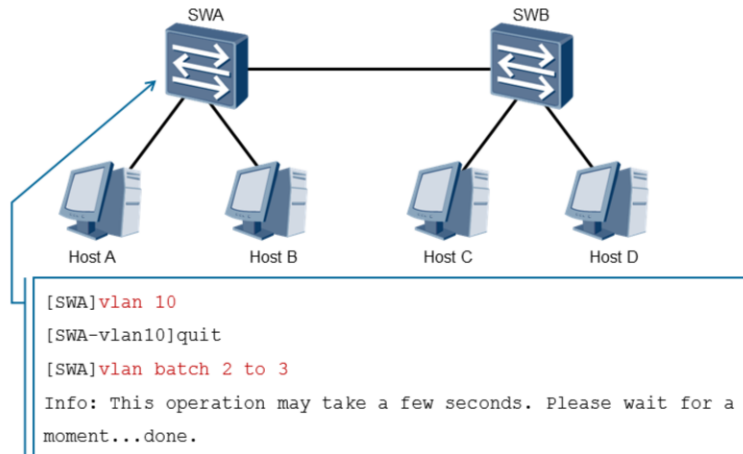 SWA
SWB
Host A
Host B
Host C
Host D
[SWA]vlan 10
[SWA-vlan10]quit
[SWA]vlan batch 2 to 3
Info: This operation may take a few seconds. Please wait for a
moment...done.